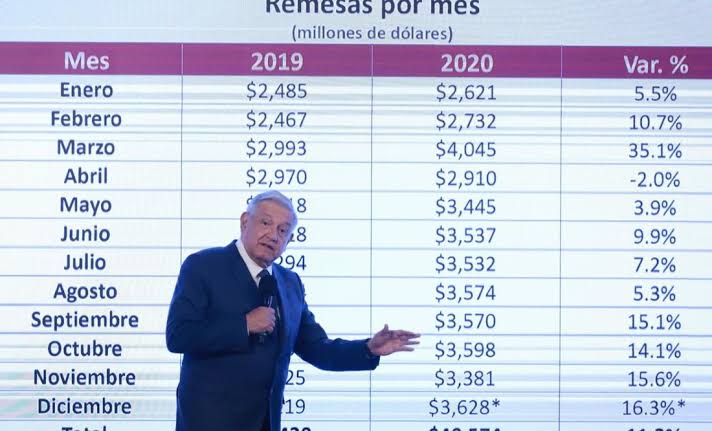 Remesas por mes
(millones de dólares)
Mes 2019 2020 Var. %
Enero $2,485 $2,621 5.5%
Febrero $2,467 $2,732 10.7%
Marzo $2,993 $4,045 35.1%
Abril $2,970 $2,910 -2.0%
Mayo $3,445 3.9%
Junio $3,537 9.9%
Julio 294 $3,532 7.2%
Agosto $3,574 5.3%
Septiembre $3,570 15.1%
Octubre $3,598 14.1%
Noviembre 25 $3,381 15.6%
Diciembre 19 $3,628* 16.3%*
Total